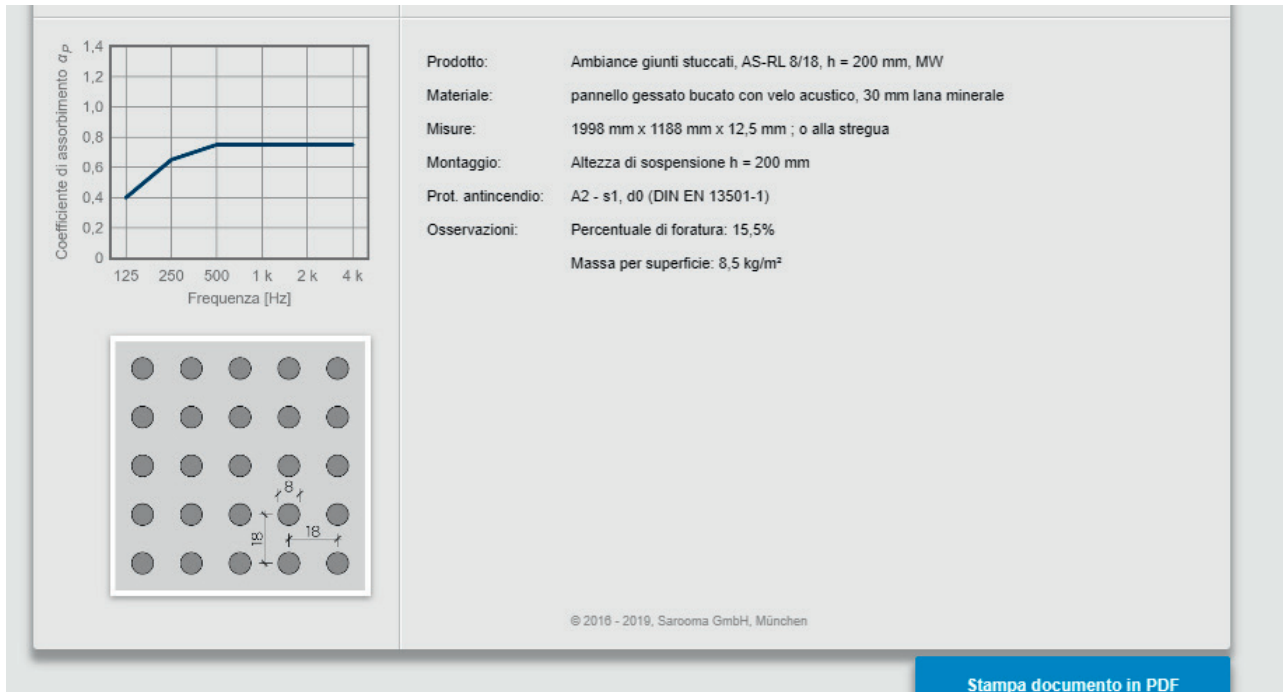 Coefficiente di assorbimento αP
1,4
1,2
1,0
0,8
0,6
0,4
0,2
0
125 250 500 1 k 2 k 4 k
Frequenza [Hz]
8
18
18
Prodotto: Ambiance giunti stuccati, AS-RL 8/18, h = 200 mm, MW
Materiale: pannello gessato bucato con velo acustico, 30 mm lana minerale
Misure: 1998 mm x 1188 mm x 12,5 mm ; o alla stregua
Montaggio: Altezza di sospensione h = 200 mm
Prot. antincendio: A2 - s1, d0 (DIN EN 13501-1)
Osservazioni: Percentuale di foratura: 15,5%
Massa per superficie: 8,5 kg/m²
© 2016 - 2019, Sarooma GmbH, München
Stampa documento in PDF